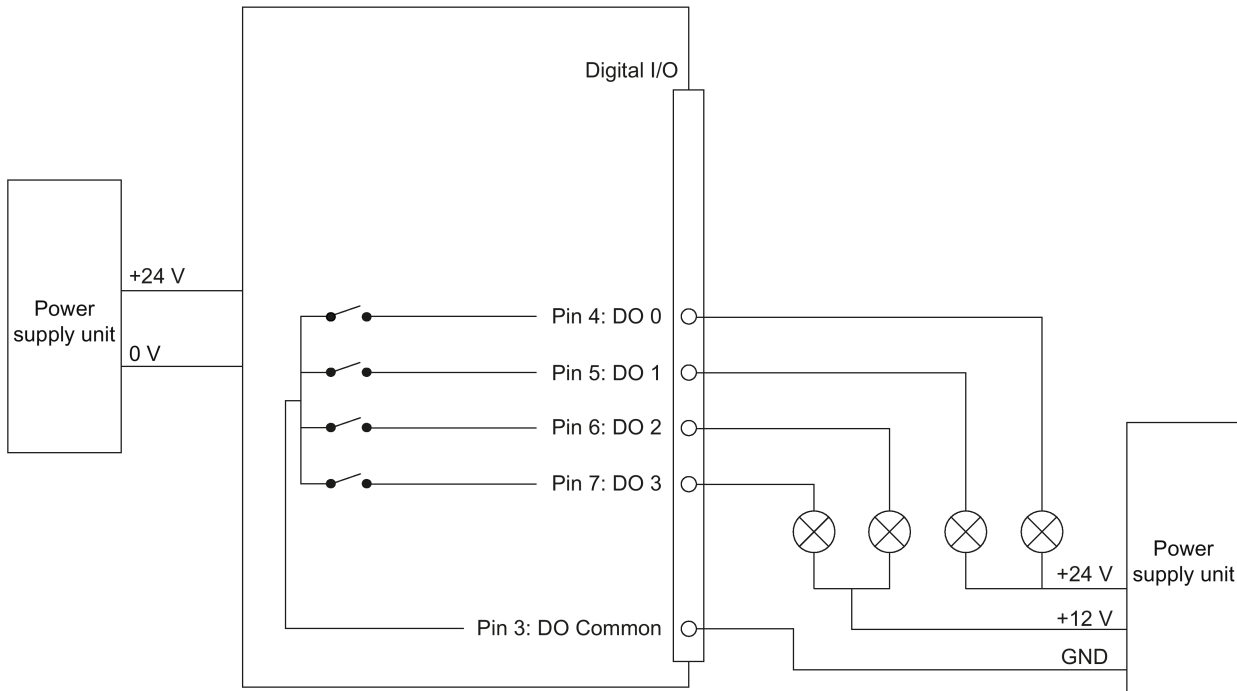 Digital I/O
+24 V
Power
supply unit
0 V
Pin 4: DO 0
Pin 5: DO 1
Pin 6: DO 2
Pin 7: DO 3
Pin 3: DO Common
+24 V
+12 V
GND
Power
supply unit